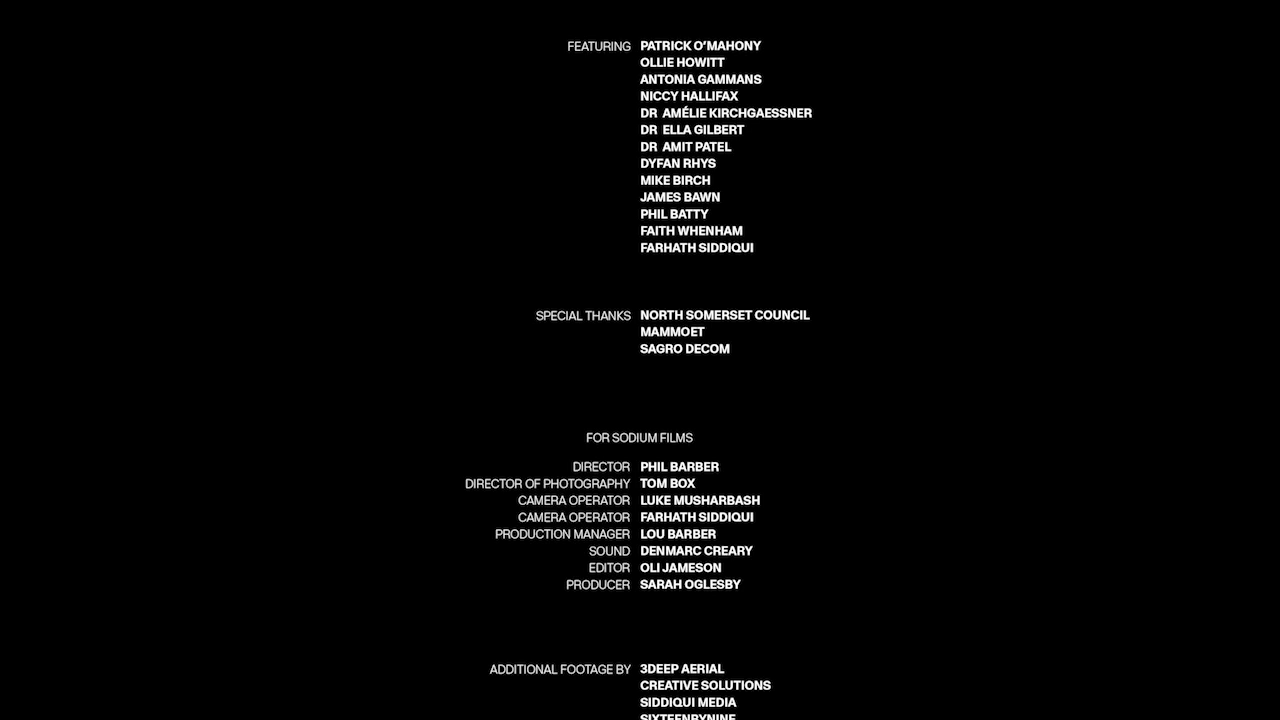 FEATURING PATRICK O’MAHONY
OLLIE HOWITT
ANTONIA GAMMANS
NICCY HALLIFAX
DR AMÉLIE KIRCHGAESSNER
DR ELLA GILBERT
DR AMIT PATEL
DYFAN RHYS
MIKE BIRCH
JAMES BAWN
PHIL BATTY
FAITH WHENHAM
FARHATH SIDDIQUI
SPECIAL THANKS NORTH SOMERSET COUNCIL
MAMMOET
SAGRO DECOM
FOR SODIUM FILMS
DIRECTOR PHIL BARBER
DIRECTOR OF PHOTOGRAPHY TOM BOX
CAMERA OPERATOR LUKE MUSHARBASH
CAMERA OPERATOR FARHATH SIDDIQUI
PRODUCTION MANAGER LOU BARBER
SOUND DENMARC CREARY
EDITOR OLI JAMESON
PRODUCER SARAH OGLESBY
ADDITIONAL FOOTAGE BY 3DEEP AERIAL
CREATIVE SOLUTIONS
SIDDIQUI MEDIA
SIXTEENBYNINE